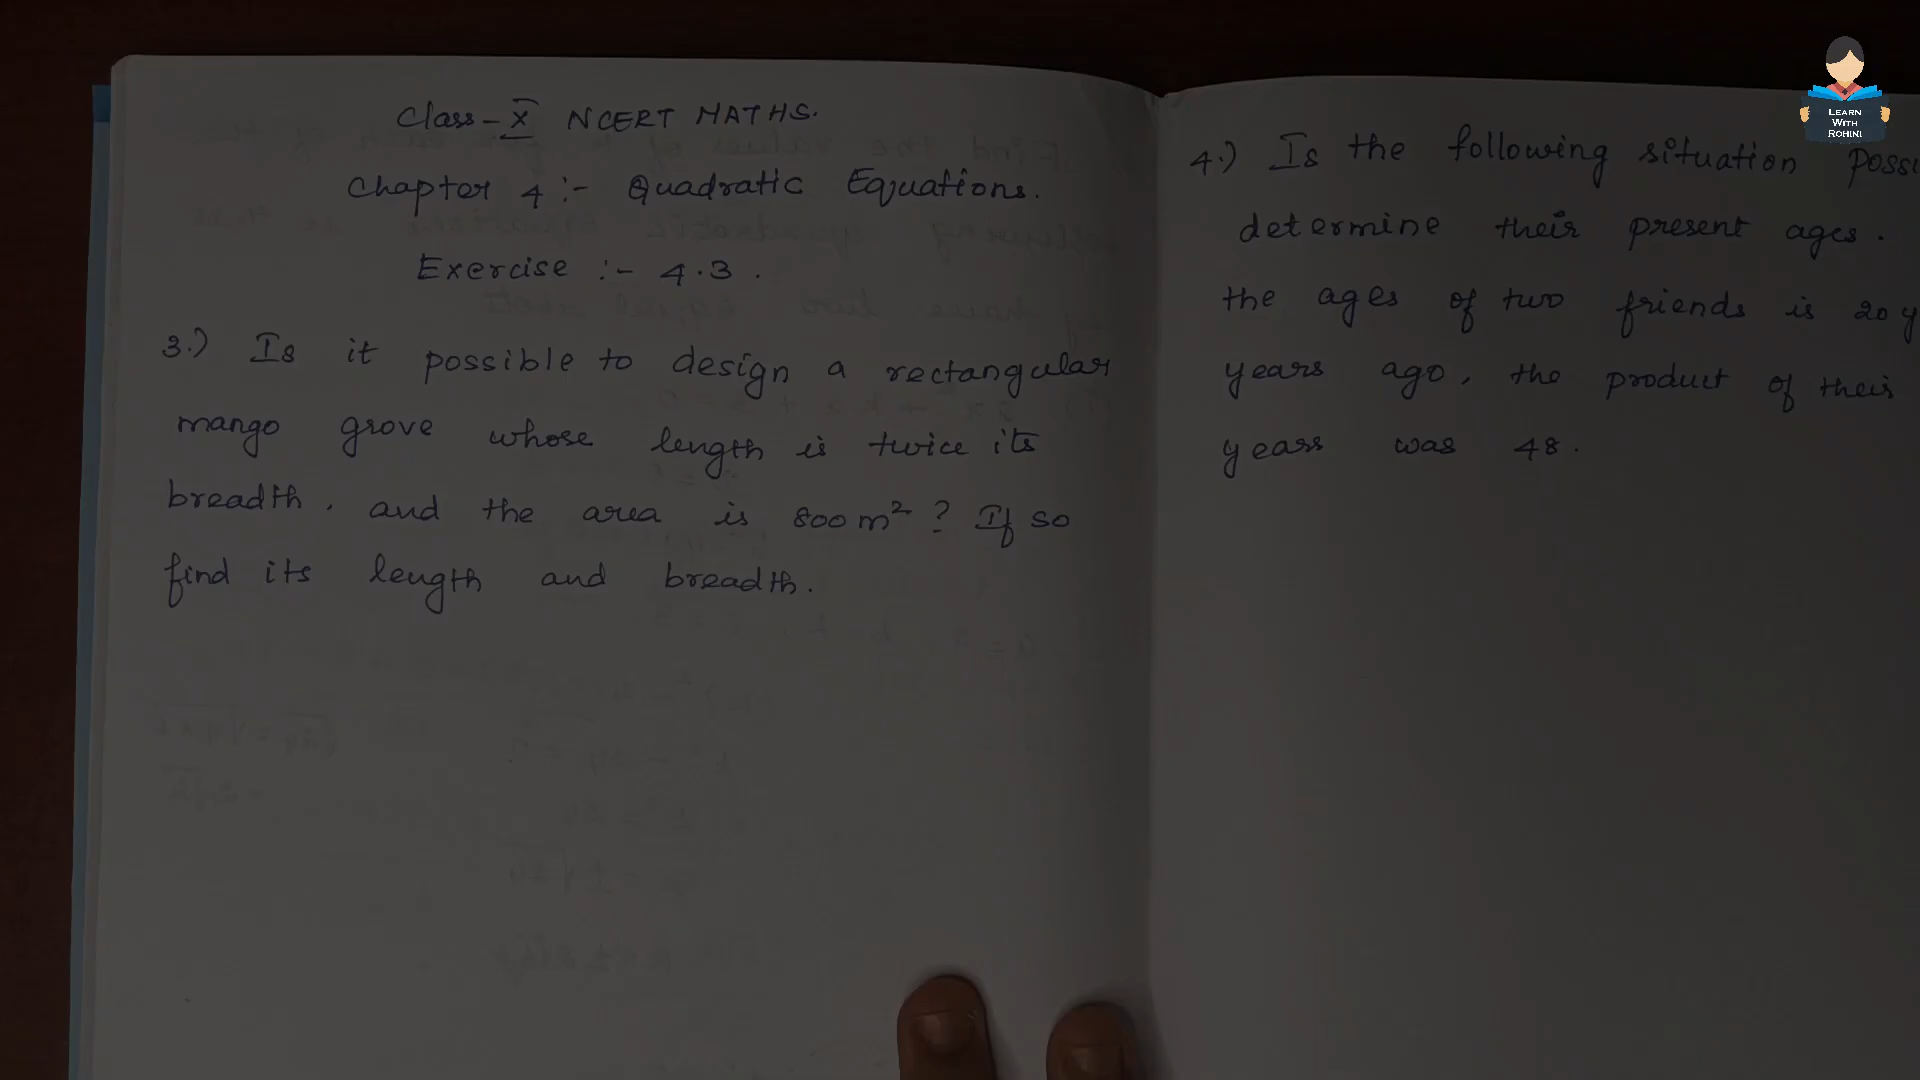 Class - X NCERT MATHS.
Chapter 4 :- Quadratic Equations.
Exercise :- 4.3 .
3.) Is it possible to design a rectangular
mango grove whose length is twice its
breadth, and the area is 800 m² ? If so
find its length and breadth.
4.) Is the following situation
determine their present ages.
the ages of two friends is 20
years ago, the product of their
years was 48.
LEARN
WITH
ROHINI